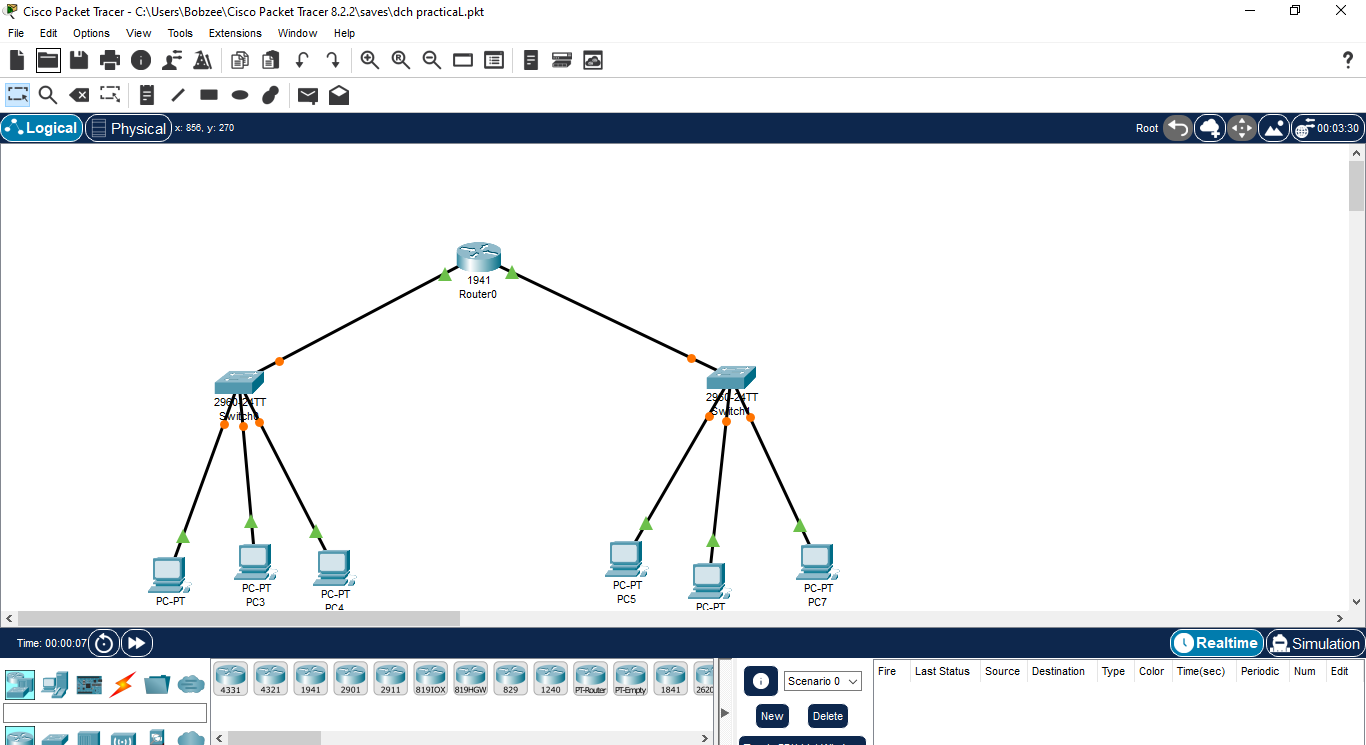 Cisco Packet Tracer - C:\Users\Bobzee\Cisco Packet Tracer 8.2.2\saves\dch practicaL.pkt
File Edit Options View Tools Extensions Window Help
?
Logical Physical x: 856, y: 270 Root 00:03:30
1941
Router0
2960-24TT
Switch0
2960-24TT
Switch1
PC-PT
PC-PT
PC3
PC-PT
PC4
PC-PT
PC5
PC-PT
PC-PT
PC7
Time: 00:00:07 Realtime Simulation
4331 4321 1941 2901 2911 819IOX 819HGW 829 1240 PT-Router PT-Empty 1841 2620
Scenario 0
New Delete
Fire Last Status Source Destination Type Color Time(sec) Periodic Num Edit